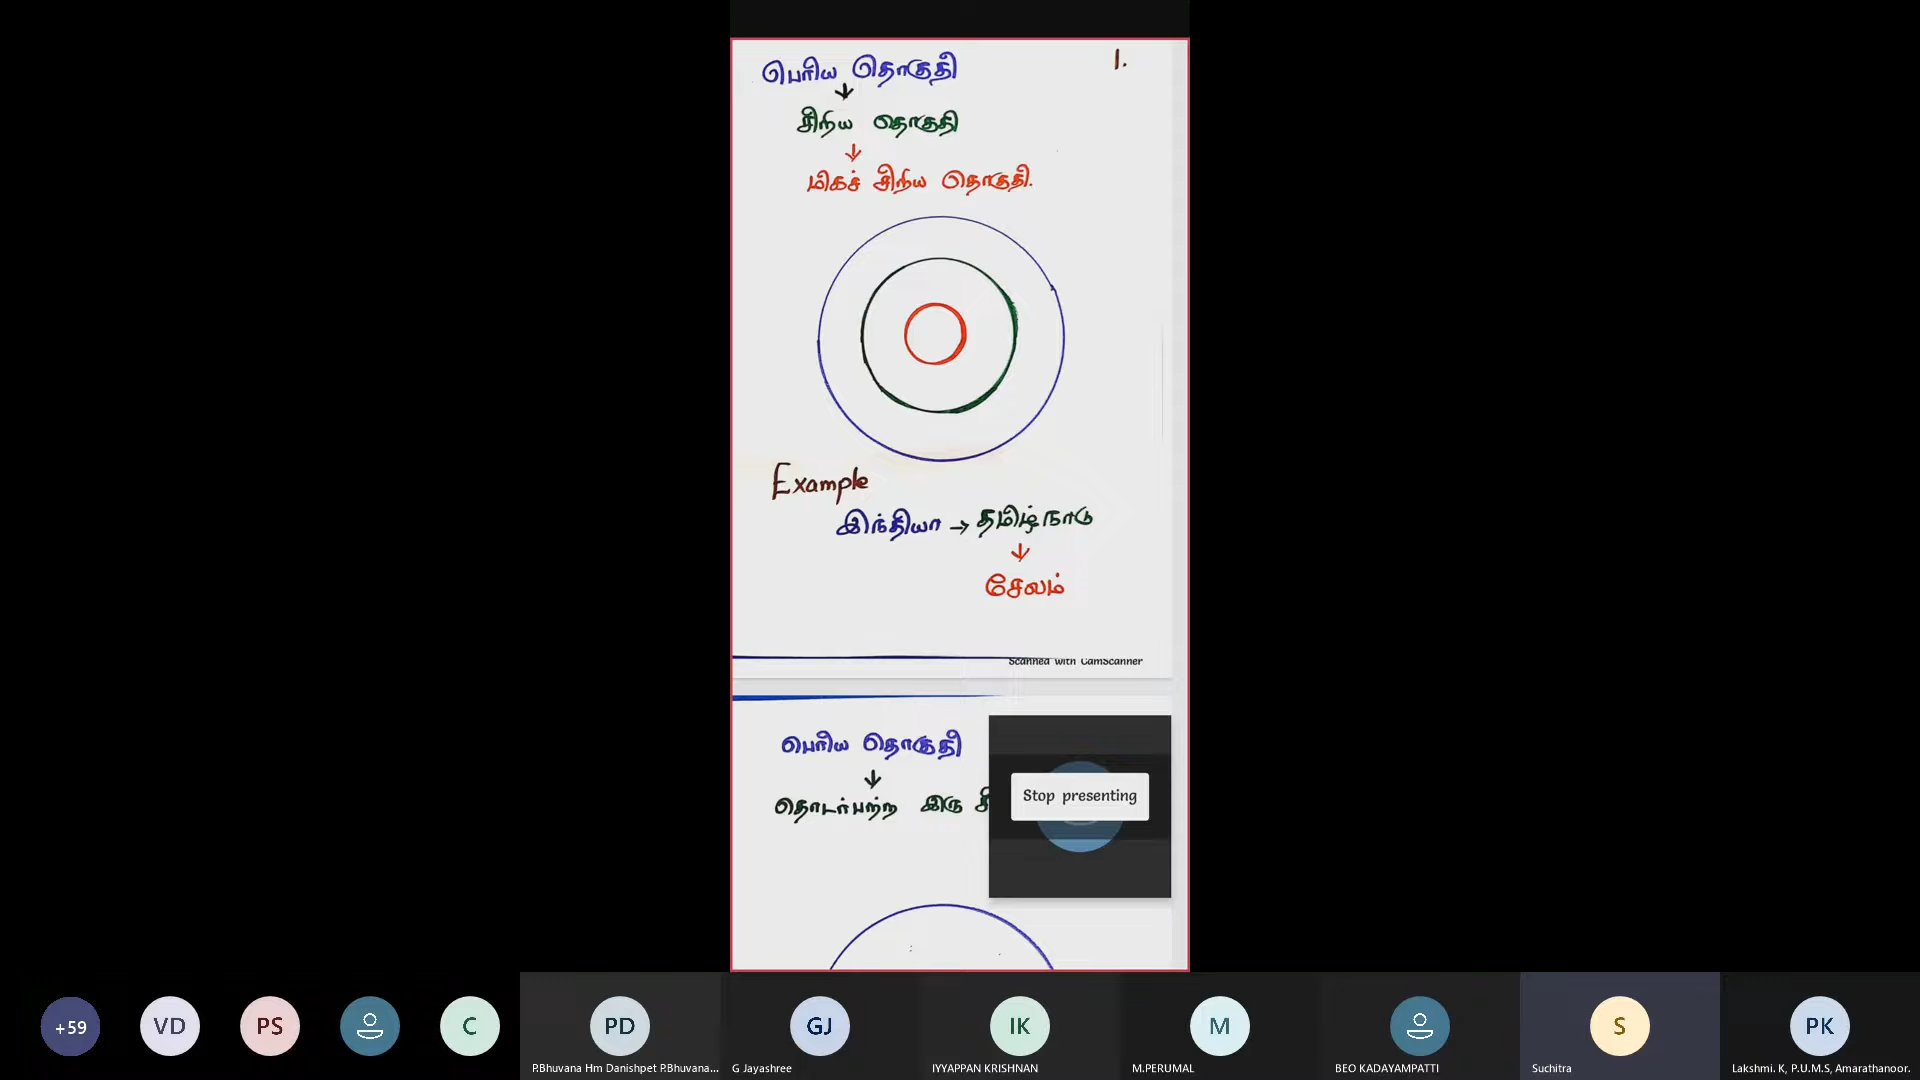 1.
பெரிய தொகுதி
↓
சிறிய தொகுதி
↓
மிகச் சிறிய தொகுதி.
Example
இந்தியா → தமிழ்நாடு
↓
சேலம்
Scanned with CamScanner
பெரிய தொகுதி
↓
தொடர்பற்ற இரு சி
Stop presenting
+59
VD
PS
C
PD
GJ
IK
M
S
PK
P.Bhuvana Hm Danishpet P.Bhuvana...
G Jayashree
IYYAPPAN KRISHNAN
M.PERUMAL
BEO KADAYAMPATTI
Suchitra
Lakshmi. K, P.U.M.S, Amarathanoor.